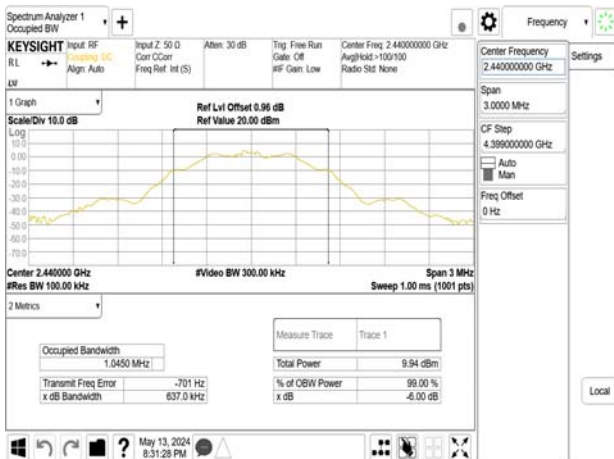 Spectrum Analyzer 1
Occupied BW
+
Frequency
KEYSIGHT
RL
Input: RF
Coupling: DC
Align: Auto
Input Z: 50 Ω
Corr CCorr
Freq Ref: Int (S)
Atten: 30 dB
Trig: Free Run
Gate: Off
#IF Gain: Low
Center Freq: 2.440000000 GHz
Avg|Hold:>100/100
Radio Std: None
LXI
1 Graph
Scale/Div 10.0 dB
Ref Lvl Offset 0.96 dB
Ref Value 20.00 dBm
Log
10.0
0.00
-10.0
-20.0
-30.0
-40.0
-50.0
-60.0
-70.0
Center 2.440000 GHz
#Video BW 300.00 kHz
Span 3 MHz
#Res BW 100.00 kHz
Sweep 1.00 ms (1001 pts)
2 Metrics
Measure Trace
Trace 1
Occupied Bandwidth
1.0450 MHz
Total Power
9.94 dBm
Transmit Freq Error
-701 Hz
% of OBW Power
99.00 %
x dB Bandwidth
637.0 kHz
x dB
-6.00 dB
?
May 13, 2024
8:31:28 PM
Center Frequency
2.440000000 GHz
Settings
Span
3.0000 MHz
CF Step
4.399000000 GHz
Auto
Man
Freq Offset
0 Hz
Local